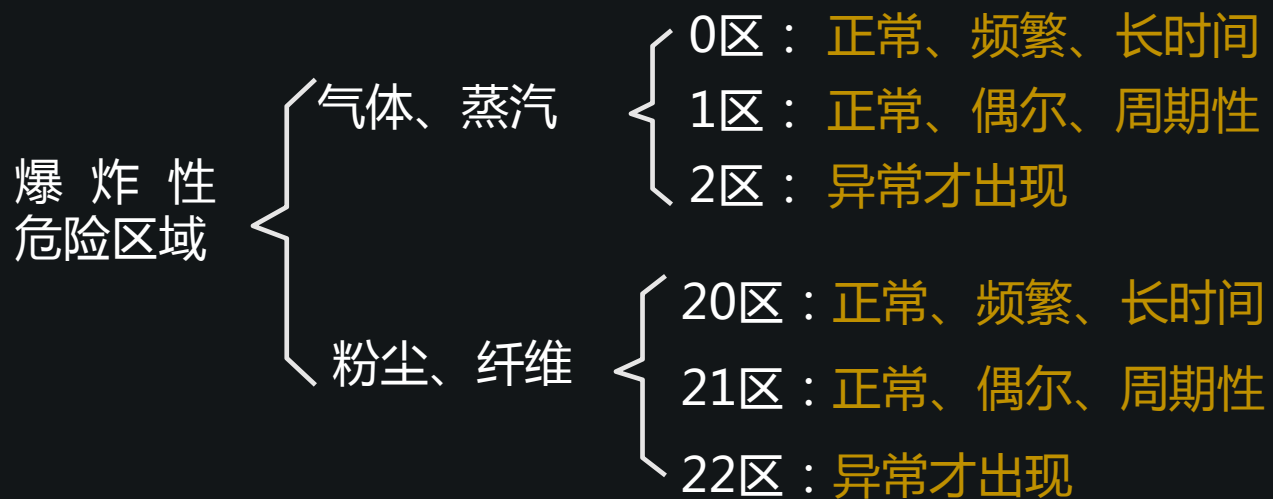 爆 炸 性
危险区域
气体、蒸汽
0区： 正常、频繁、长时间
1区： 正常、偶尔、周期性
2区： 异常才出现
粉尘、纤维
20区：正常、频繁、长时间
21区：正常、偶尔、周期性
22区：异常才出现